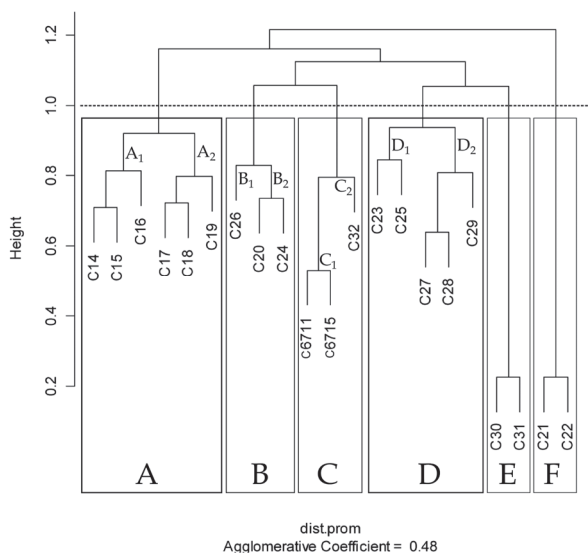 1.2
1.0
0.8
0.6
0.4
0.2
Height
A₁ A₂ B₁ B₂ C₂ C₁ D₁ D₂
C14 C15 C16 C17 C18 C19 C26 C20 C24 C6711 C6715 C32 C23 C25 C27 C28 C29 C30 C31 C21 C22
A B C D E F
dist.prom
Agglomerative Coefficient = 0.48